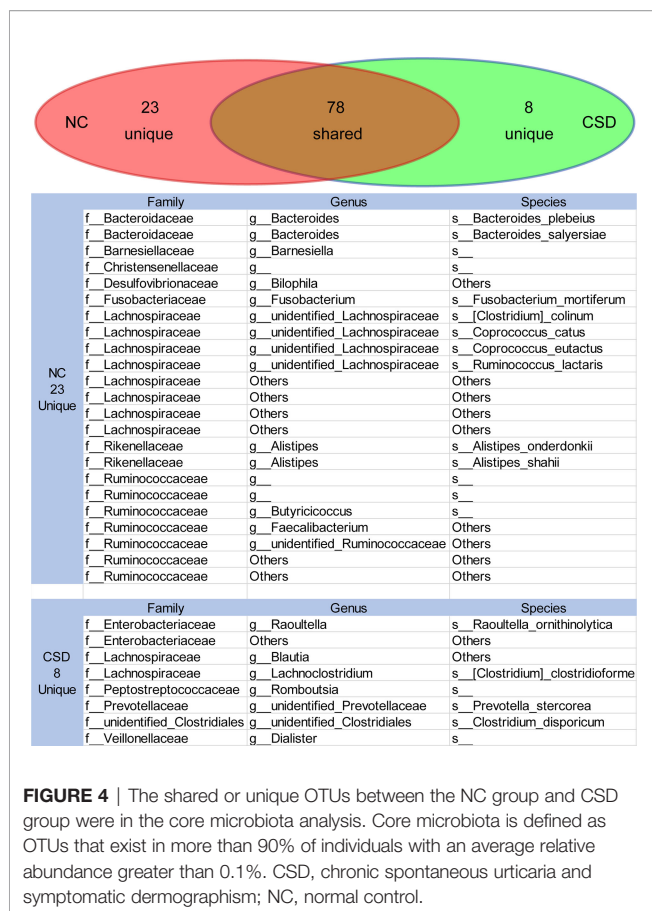 NC
23
unique
78
shared
8
unique
CSD
Family Genus Species
NC
23
Unique
f__Bacteroidaceae g__Bacteroides s__Bacteroides_plebeius
f__Bacteroidaceae g__Bacteroides s__Bacteroides_salyersiae
f__Barnesiellaceae g__Barnesiella s__
f__Christensenellaceae g__ s__
f__Desulfovibrionaceae g__Bilophila Others
f__Fusobacteriaceae g__Fusobacterium s__Fusobacterium_mortiferum
f__Lachnospiraceae g__unidentified_Lachnospiraceae s__[Clostridium]_colinum
f__Lachnospiraceae g__unidentified_Lachnospiraceae s__Coprococcus_catus
f__Lachnospiraceae g__unidentified_Lachnospiraceae s__Coprococcus_eutactus
f__Lachnospiraceae g__unidentified_Lachnospiraceae s__Ruminococcus_lactaris
f__Lachnospiraceae Others Others
f__Lachnospiraceae Others Others
f__Lachnospiraceae Others Others
f__Lachnospiraceae Others Others
f__Rikenellaceae g__Alistipes s__Alistipes_onderdonkii
f__Rikenellaceae g__Alistipes s__Alistipes_shahii
f__Ruminococcaceae g__ s__
f__Ruminococcaceae g__ s__
f__Ruminococcaceae g__Butyricicoccus s__
f__Ruminococcaceae g__Faecalibacterium Others
f__Ruminococcaceae g__unidentified_Ruminococcaceae Others
f__Ruminococcaceae Others Others
f__Ruminococcaceae Others Others
Family Genus Species
CSD
8
Unique
f__Enterobacteriaceae g__Raoultella s__Raoultella_ornithinolytica
f__Enterobacteriaceae Others Others
f__Lachnospiraceae g__Blautia Others
f__Lachnospiraceae g__Lachnoclostridium s__[Clostridium]_clostridioforme
f__Peptostreptococcaceae g__Romboutsia s__
f__Prevotellaceae g__unidentified_Prevotellaceae s__Prevotella_stercorea
f__unidentified_Clostridiales g__unidentified_Clostridiales s__Clostridium_disporicum
f__Veillonellaceae g__Dialister s__
FIGURE 4 | The shared or unique OTUs between the NC group and CSD
group were in the core microbiota analysis. Core microbiota is defined as
OTUs that exist in more than 90% of individuals with an average relative
abundance greater than 0.1%. CSD, chronic spontaneous urticaria and
symptomatic dermographism; NC, normal control.